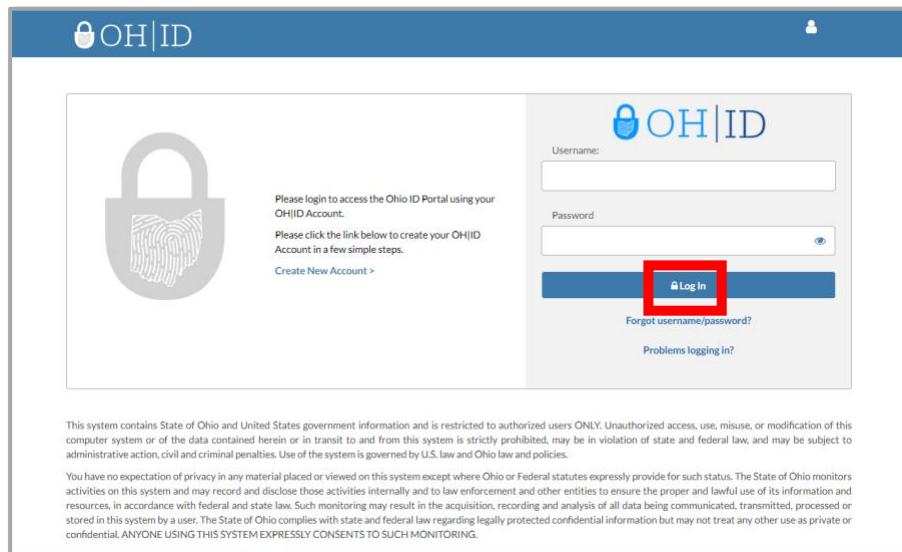 OH|ID
OH|ID
Username:
Please login to access the Ohio ID Portal using your
OH|ID Account.
Please click the link below to create your OH|ID
Account in a few simple steps.
Create New Account >
Password
Log In
Forgot username/password?
Problems logging in?
This system contains State of Ohio and United States government information and is restricted to authorized users ONLY. Unauthorized access, use, misuse, or modification of this
computer system or of the data contained herein or in transit to and from this system is strictly prohibited, may be in violation of state and federal law, and may be subject to
administrative action, civil and criminal penalties. Use of the system is governed by U.S. law and Ohio law and policies.
You have no expectation of privacy in any material placed or viewed on this system except where Ohio or Federal statutes expressly provide for such status. The State of Ohio monitors
activities on this system and may record and disclose those activities internally and to law enforcement and other entities to ensure the proper and lawful use of its information and
resources, in accordance with federal and state law. Such monitoring may result in the acquisition, recording and analysis of all data being communicated, transmitted, processed or
stored in this system by a user. The State of Ohio complies with state and federal law regarding legally protected confidential information but may not treat any other use as private or
confidential. ANYONE USING THIS SYSTEM EXPRESSLY CONSENTS TO SUCH MONITORING.